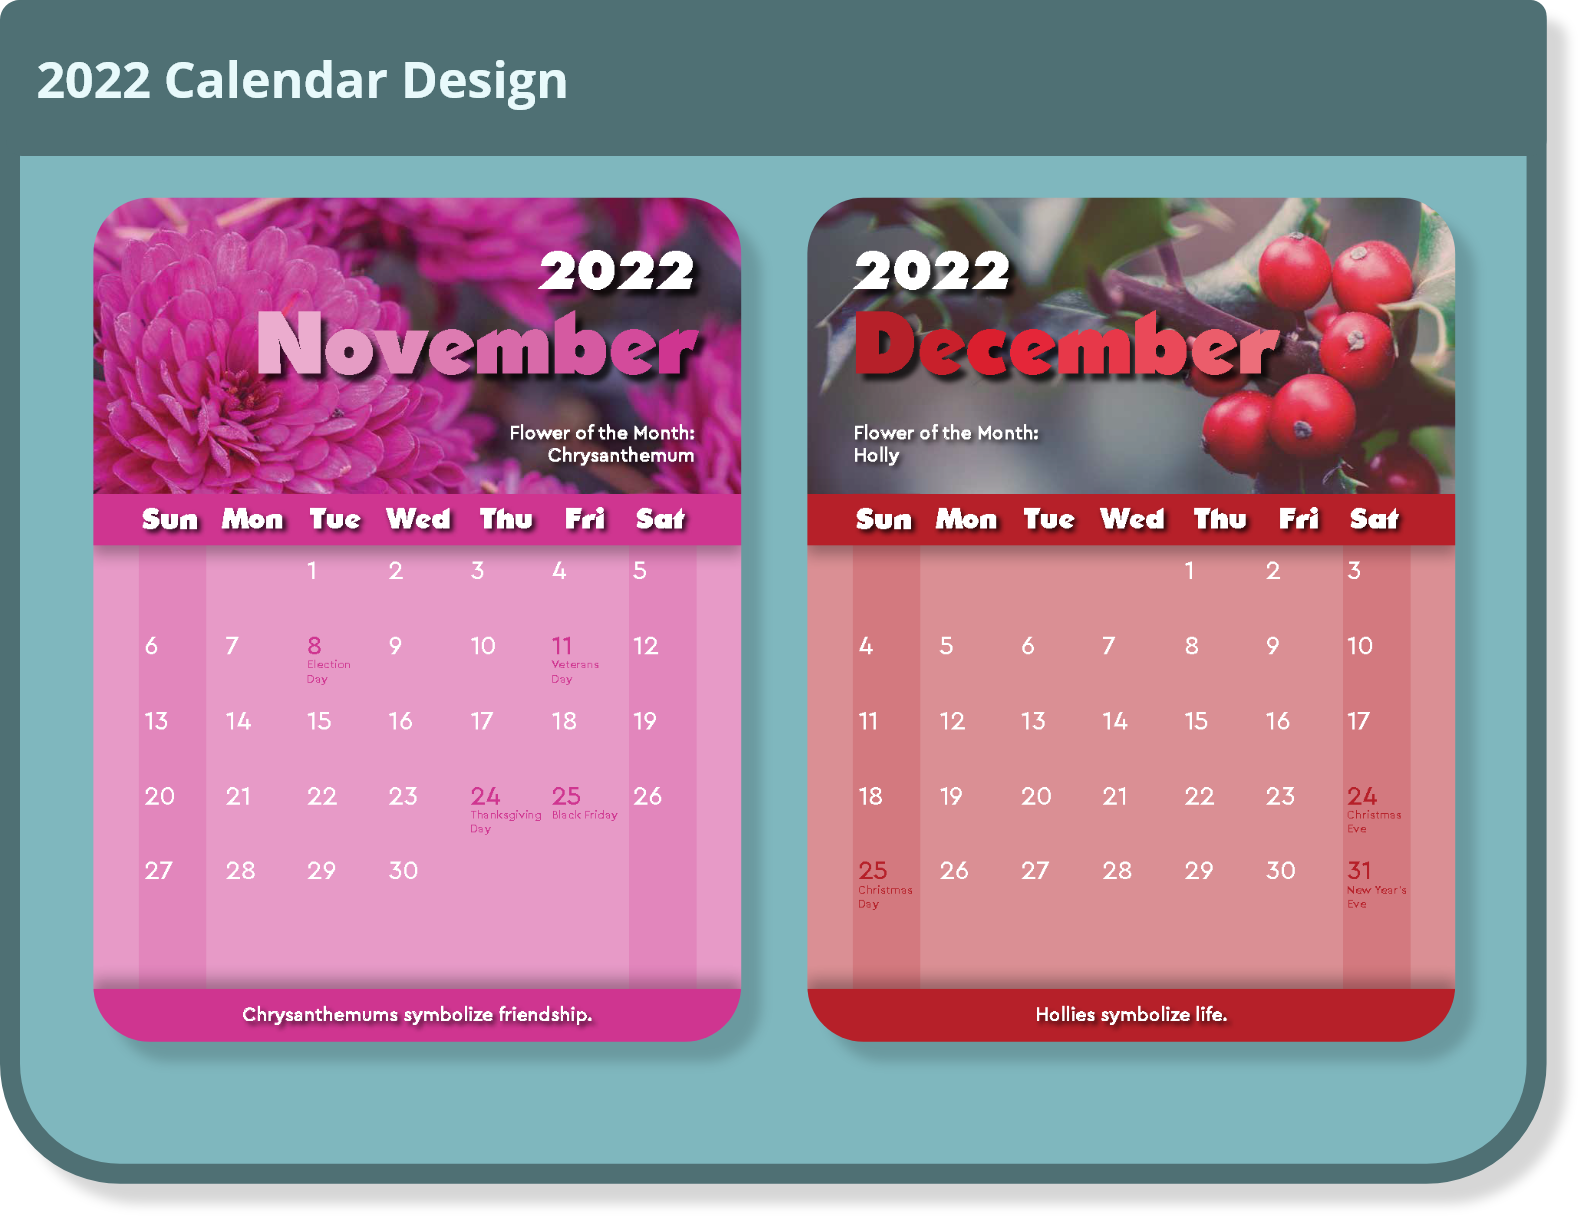 2022 Calendar Design
2022
November
Flower of the Month:
Chrysanthemum
Sun Mon Tue Wed Thu Fri Sat
1 2 3 4 5
6 7 8 9 10 11 12
Election Veterans
Day Day
13 14 15 16 17 18 19
20 21 22 23 24 25 26
Thanksgiving Black Friday
Day
27 28 29 30
Chrysanthemums symbolize friendship.
2022
December
Flower of the Month:
Holly
Sun Mon Tue Wed Thu Fri Sat
1 2 3
4 5 6 7 8 9 10
11 12 13 14 15 16 17
18 19 20 21 22 23 24
Christmas
Eve
25 26 27 28 29 30 31
Christmas New Year's
Day Eve
Hollies symbolize life.